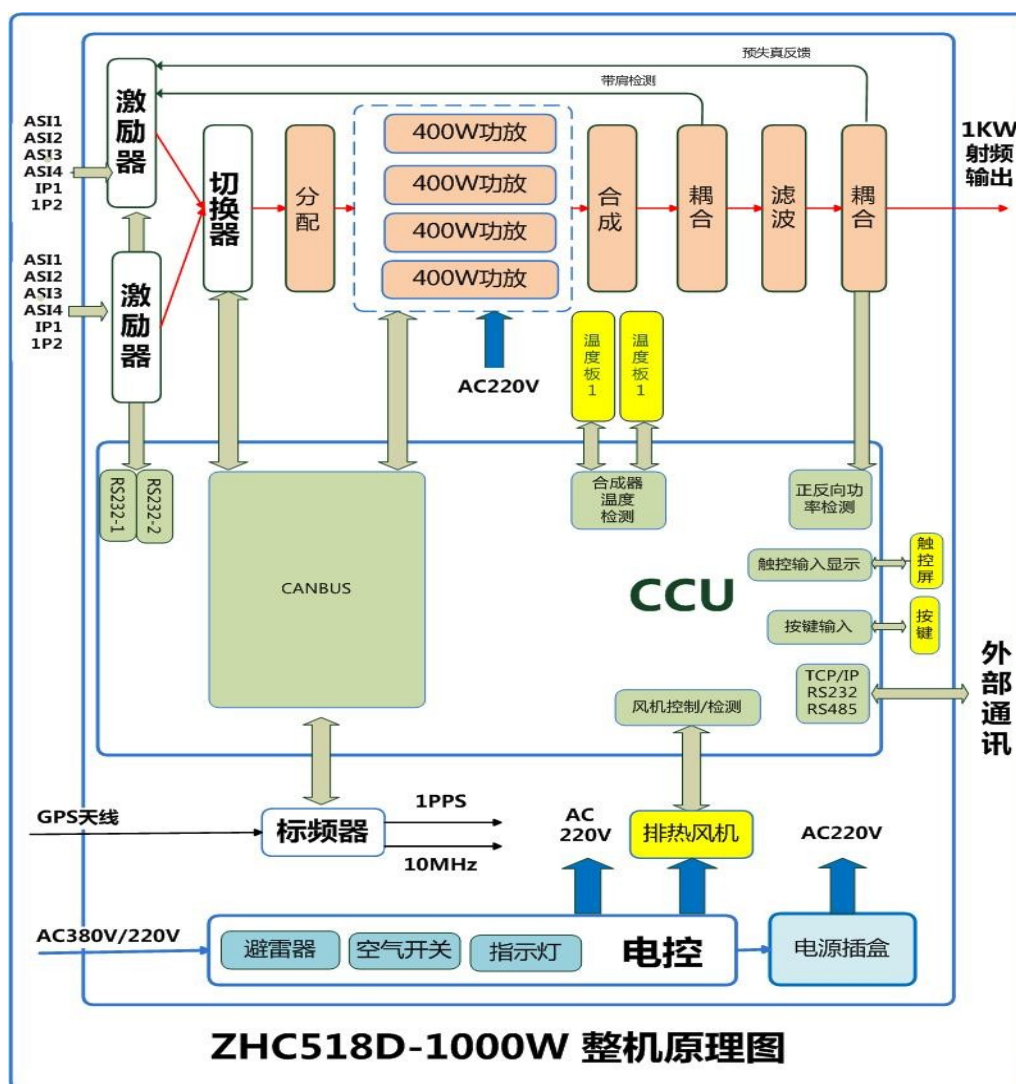 预失真反馈
带肩检测
激励器
ASI1
ASI2
ASI3
ASI4
IP1
1P2
切换器
分配
400W功放
400W功放
400W功放
400W功放
合成
耦合
滤波
耦合
1KW
射频
输出
ASI1
ASI2
ASI3
ASI4
IP1
1P2
激励器
AC220V
温度板1
温度板1
RS232-1
RS232-2
CANBUS
合成器
温度
检测
正反向功
率检测
CCU
触控输入显示
触控屏
按键输入
按键
TCP/IP
RS232
RS485
外部通讯
风机控制/检测
GPS天线
标频器
1PPS
10MHz
AC
220V
排热风机
AC220V
AC380V/220V
避雷器
空气开关
指示灯
电控
电源插盒
ZHC518D-1000W 整机原理图